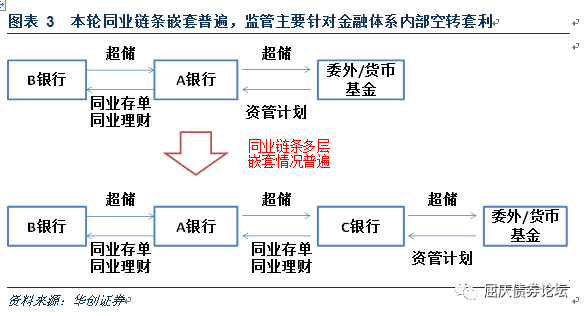 图表 3 本轮同业链条嵌套普遍，监管主要针对金融体系内部空转套利
超储
超储
B银行
A银行
委外/货币
基金
同业存单
同业理财
资管计划
同业链条多层
嵌套情况普遍
超储
超储
超储
B银行
A银行
C银行
委外/货币
基金
同业存单
同业理财
同业存单
同业理财
资管计划
资料来源：华创证券
屈庆债券论坛